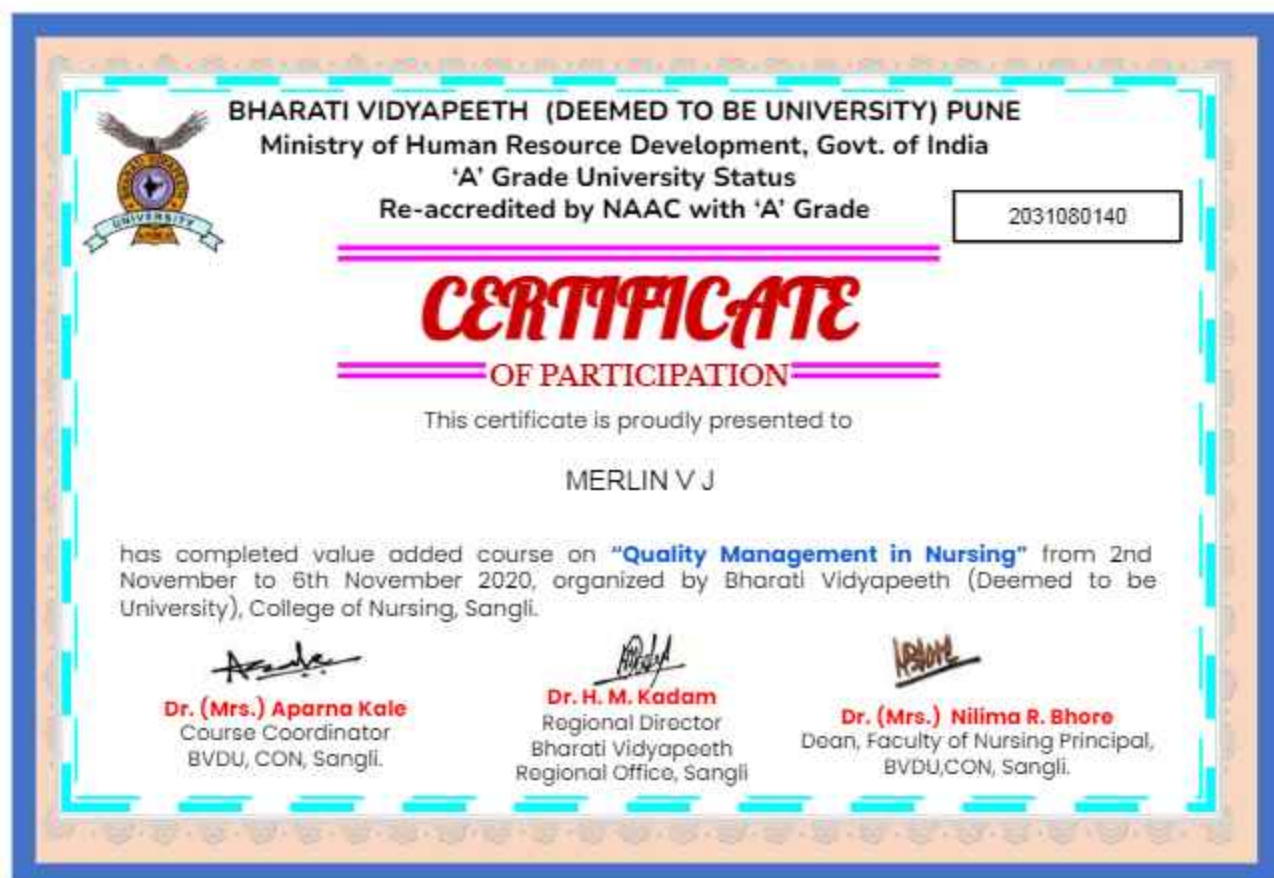 BHARATI VIDYAPEETH (DEEMED TO BE UNIVERSITY) PUNE
Ministry of Human Resource Development, Govt. of India
‘A’ Grade University Status
Re-accredited by NAAC with ‘A’ Grade
2031080140
BHARATI VIDYAPEETH
UNIVERSITY
CERTIFICATE
OF PARTICIPATION
This certificate is proudly presented to
MERLIN V J
has completed value added course on “Quality Management in Nursing” from 2nd
November to 6th November 2020, organized by Bharati Vidyapeeth (Deemed to be
University), College of Nursing, Sangli.
Dr. (Mrs.) Aparna Kale
Course Coordinator
BVDU, CON, Sangli.
Dr. H. M. Kadam
Regional Director
Bharati Vidyapeeth
Regional Office, Sangli
Dr. (Mrs.) Nilima R. Bhore
Dean, Faculty of Nursing Principal,
BVDU,CON, Sangli.